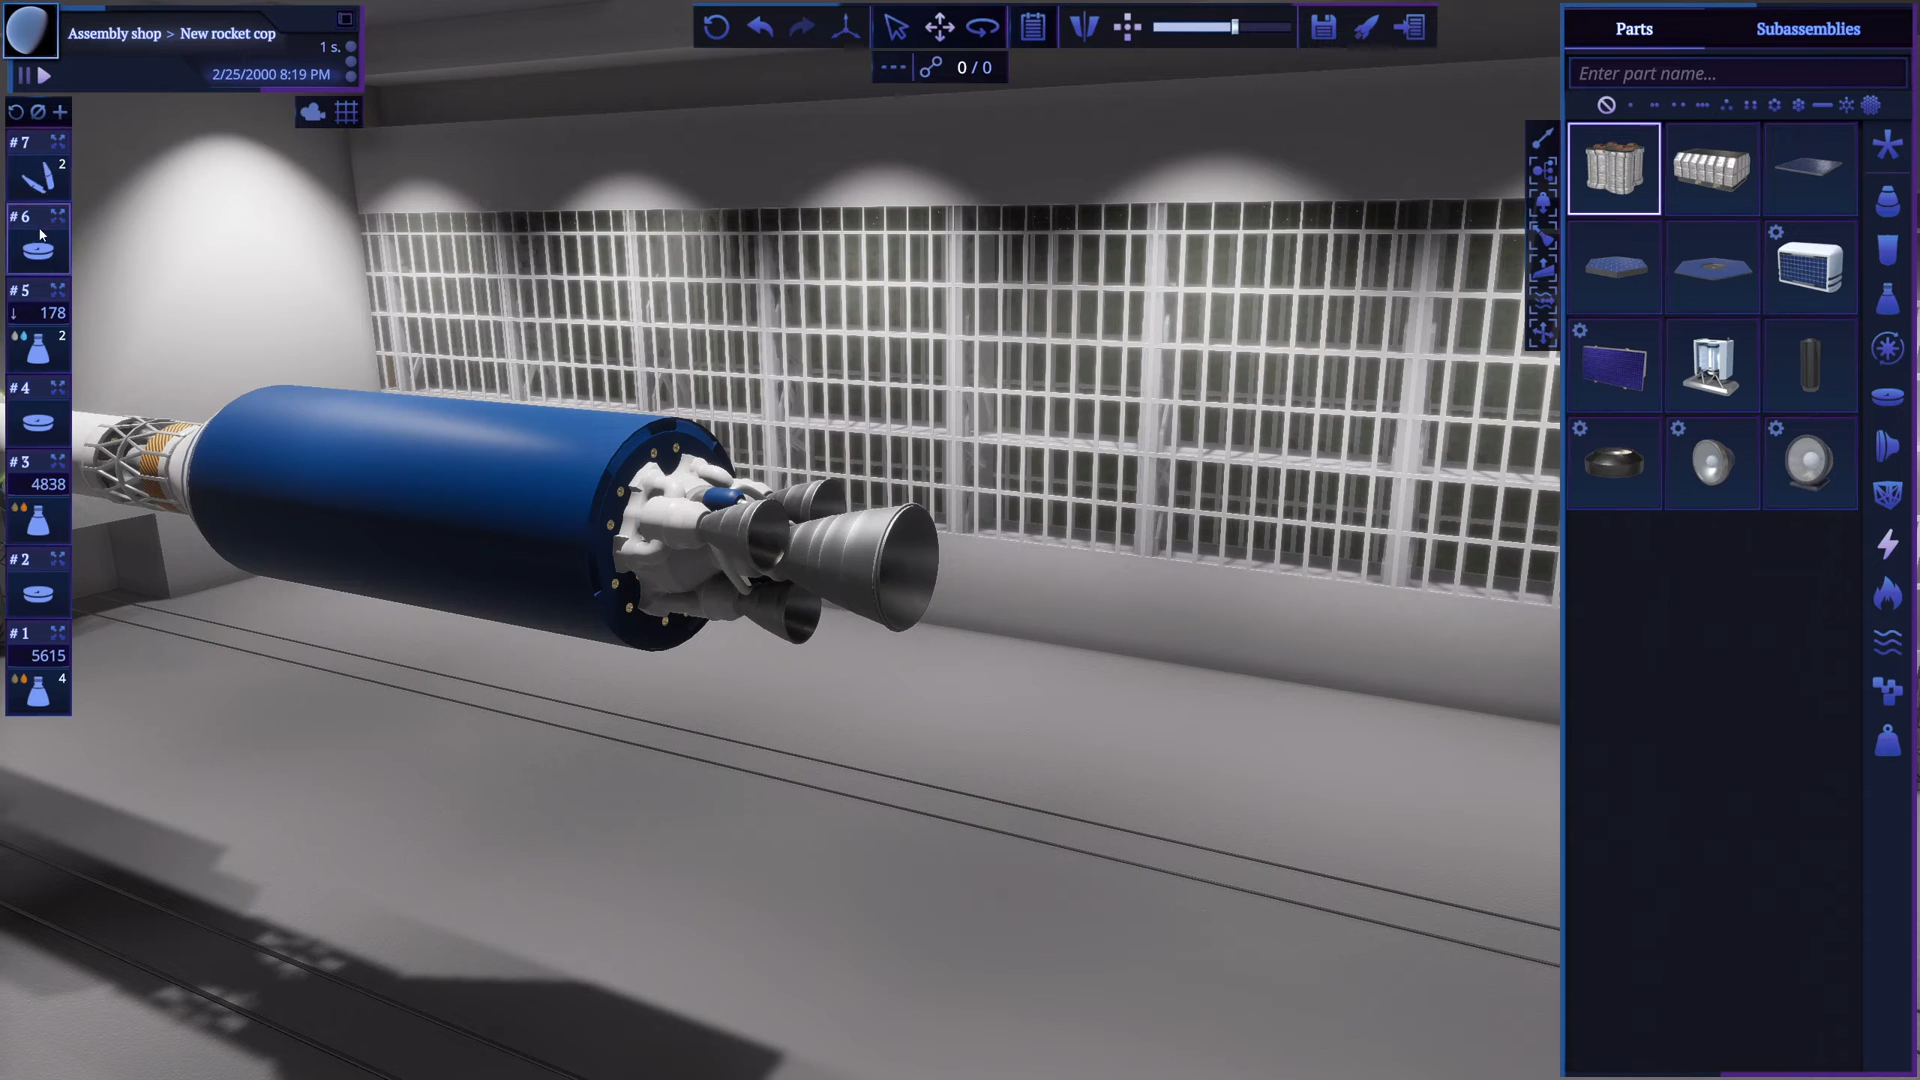 Assembly shop > New rocket cop
1 s.
2/25/2000 8:19 PM
0 / 0
Parts
Subassemblies
Enter part name...
# 7
2
# 6
# 5
↓ 178
2
# 4
# 3
4838
# 2
# 1
5615
4